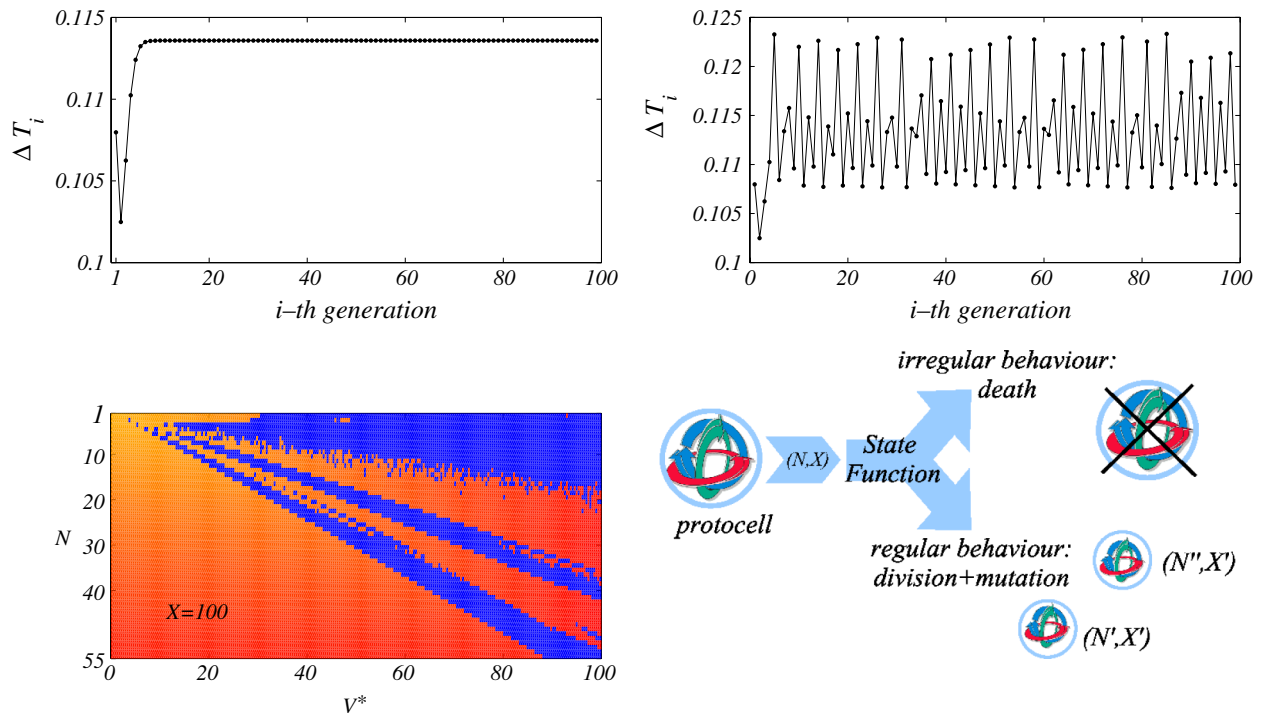 0.115
0.11
0.105
0.1
Δ T i
1
20
40
60
80
100
i–th generation
0.125
0.12
0.115
0.11
0.105
0.1
Δ T i
0
20
40
60
80
100
i–th generation
1
10
20
30
40
55
N
X=100
0
20
40
60
80
100
V*
protocell
(N,X)
State
Function
irregular behaviour:
death
regular behaviour:
division+mutation
(N'',X')
(N',X')